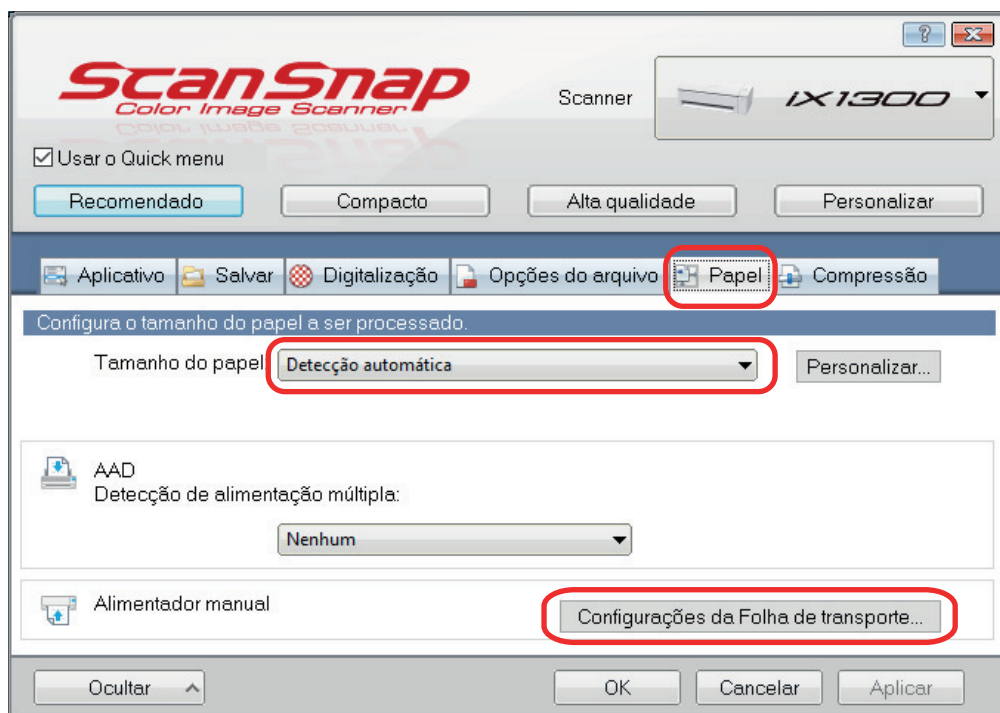 ScanSnap
Color Image Scanner
Scanner
iX1300
Usar o Quick menu
Recomendado
Compacto
Alta qualidade
Personalizar
Aplicativo
Salvar
Digitalização
Opções do arquivo
Papel
Compressão
Configura o tamanho do papel a ser processado.
Tamanho do papel:
Detecção automática
Personalizar...
AAD
Detecção de alimentação múltipla:
Nenhum
Alimentador manual
Configurações da Folha de transporte...
Ocultar
OK
Cancelar
Aplicar